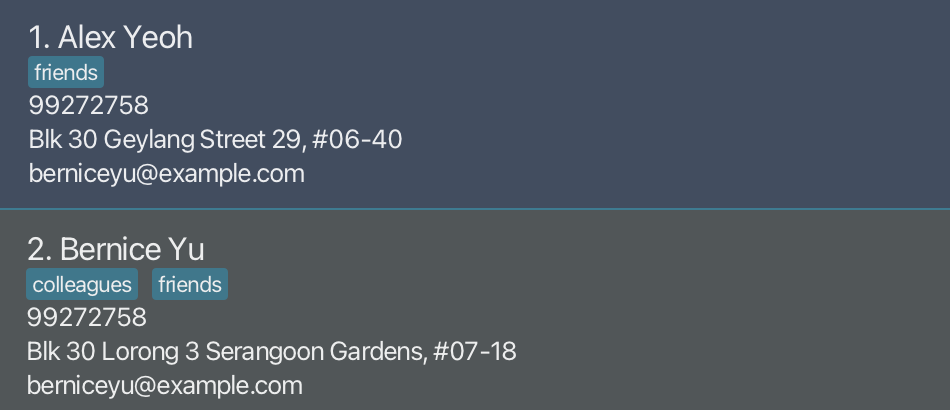 1. Alex Yeoh
friends
99272758
Blk 30 Geylang Street 29, #06-40
berniceyu@example.com
2. Bernice Yu
colleagues friends
99272758
Blk 30 Lorong 3 Serangoon Gardens, #07-18
berniceyu@example.com